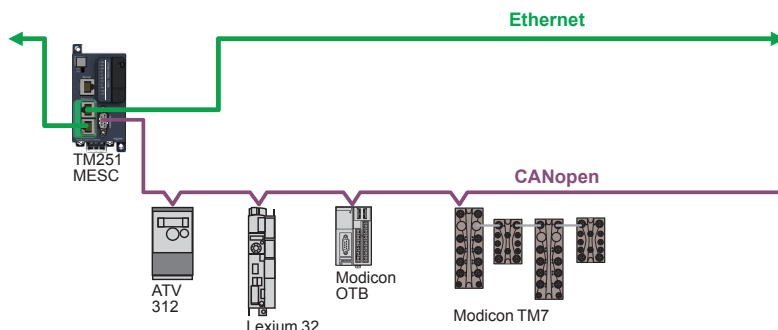 Ethernet
TM251
MESC
CANopen
ATV
312
Lexium 32
Modicon
OTB
Modicon TM7